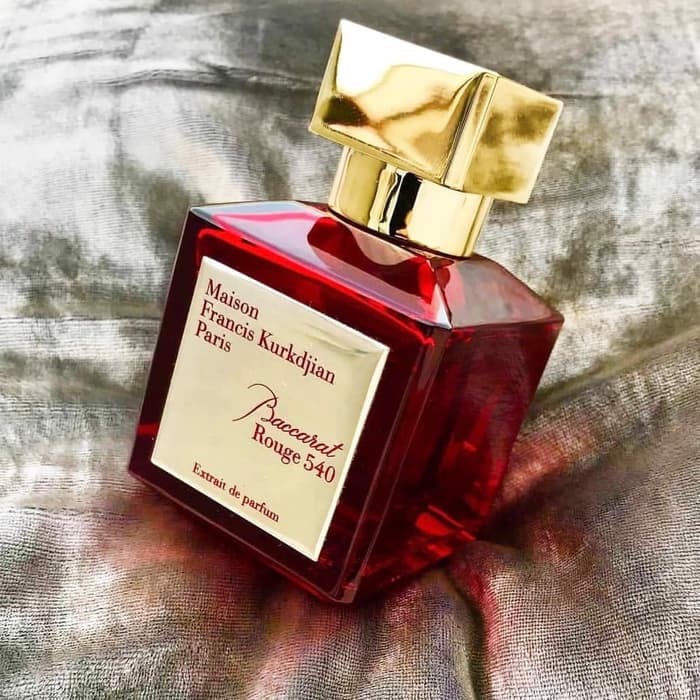 Maison
Francis Kurkdjian
Paris
Baccarat
Rouge 540
Extrait de parfum